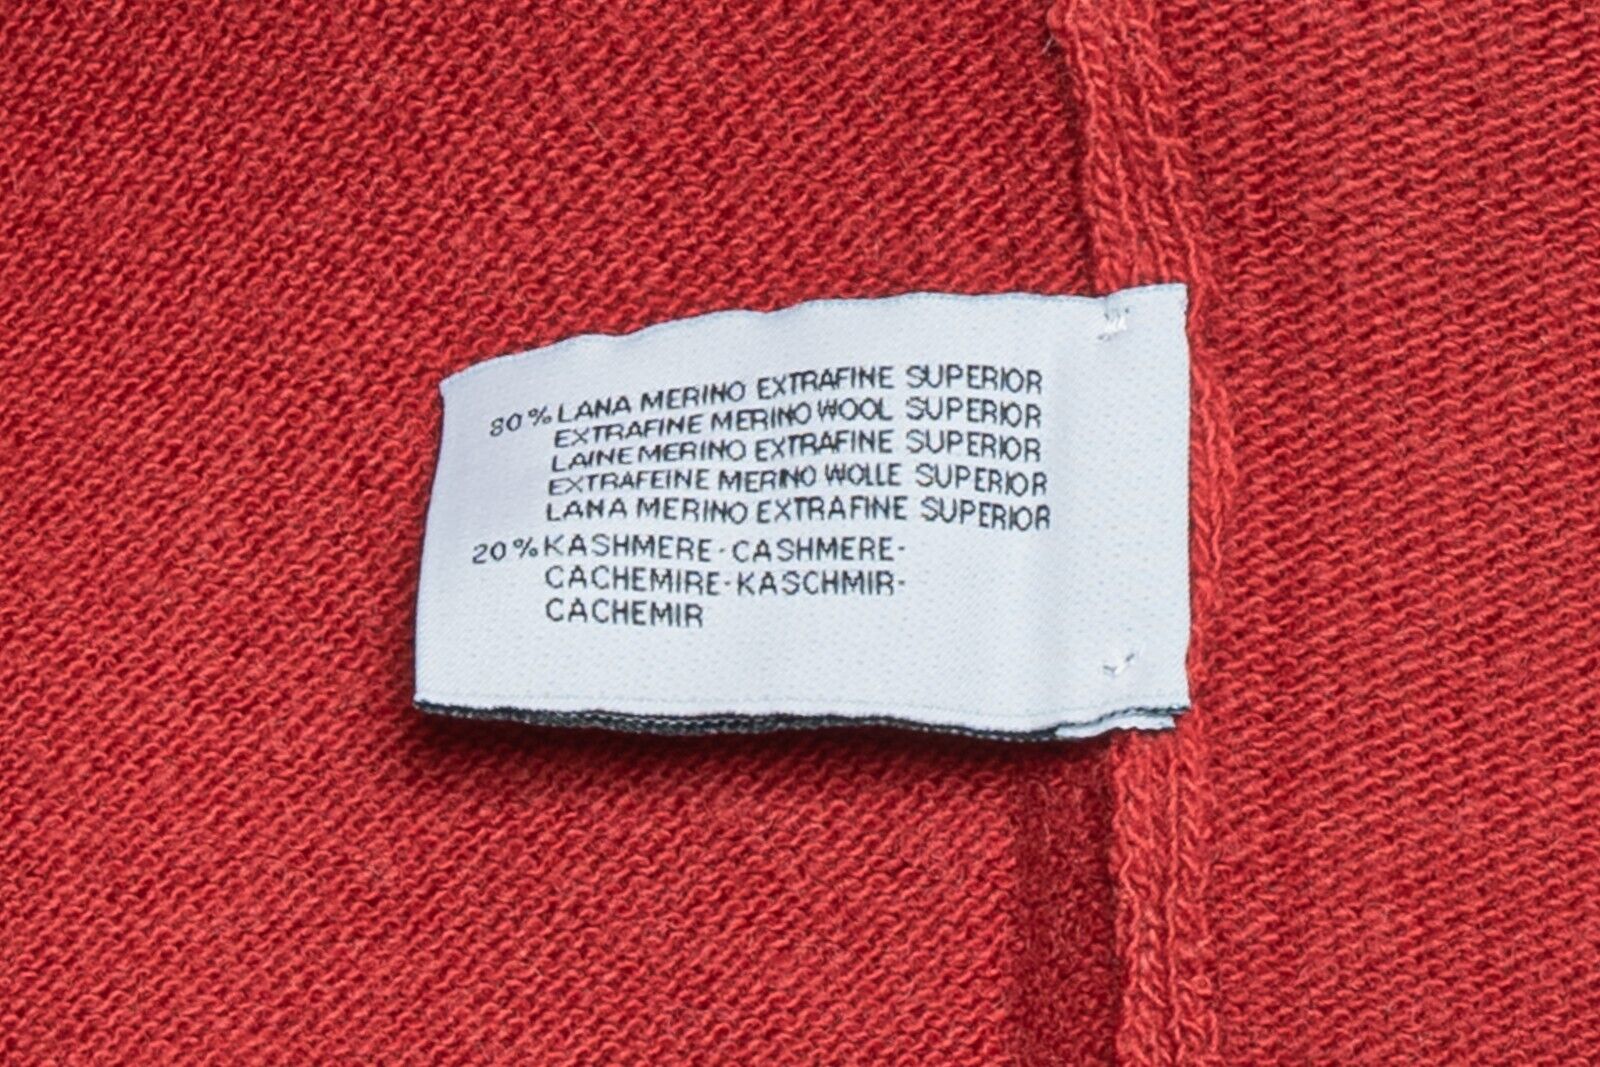 80% LANA MERINO EXTRAFINE SUPERIOR
EXTRAFINE MERINO WOOL SUPERIOR
LAINE MERINO EXTRAFINE SUPERIOR
EXTRAFEINE MERINO WOLLE SUPERIOR
LANA MERINO EXTRAFINE SUPERIOR
20% KASHMERE-CASHMERE-
CACHEMIRE-KASCHMIR-
CACHEMIR